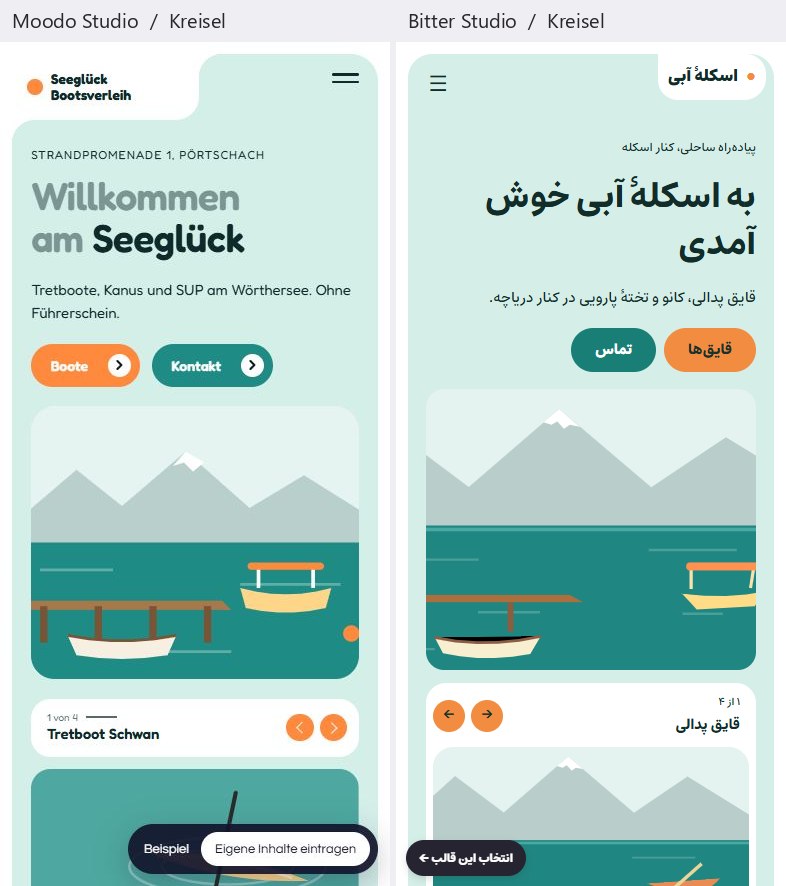 Moodo Studio / Kreisel
Seeglück
Bootsverleih
STRANDPROMENADE 1, PÖRTSCHACH
Willkommen
am Seeglück
Tretboote, Kanus und SUP am Wörthersee. Ohne
Führerschein.
Boote
Kontakt
1 von 4
Tretboot Schwan
Beispiel
Eigene Inhalte eintragen
Bitter Studio / Kreisel
اسکلهٔ آبی
پیاده‌راه ساحلی، کنار اسکله
به اسکلهٔ آبی خوش
آمدی
قایق پدالی، کانو و تختهٔ پارویی در کنار دریاچه.
قایق‌ها
تماس
۱ از ۴
قایق پدالی
انتخاب این قالب ←